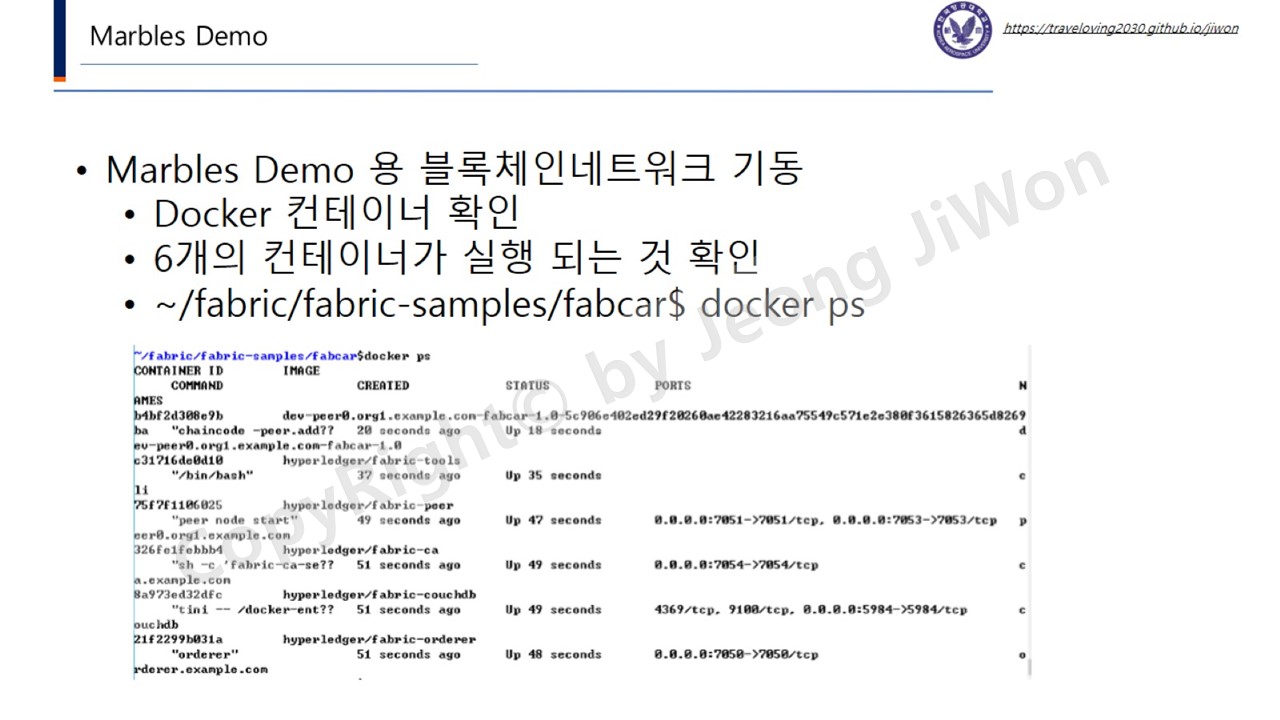 Marbles Demo
https://traveloving2030.github.io/jiwon
• Marbles Demo 용 블록체인네트워크 기동
• Docker 컨테이너 확인
• 6개의 컨테이너가 실행 되는 것 확인
• ~/fabric/fabric-samples/fabcar$ docker ps
~/fabric/fabric-samples/fabcar$docker ps
CONTAINER ID IMAGE
COMMAND CREATED STATUS PORTS N
AMES
b4bf2d308e9b dev-peer0.org1.example.com-fabcar-1.0-5c906e402ed29f20260ae42283216aa75549c571e2e380f3615826365d8269
ba "chaincode -peer.add?? 20 seconds ago Up 18 seconds d
ev-peer0.org1.example.com-fabcar-1.0
c31716de0d10 hyperledger/fabric-tools
"/bin/bash" 37 seconds ago Up 35 seconds c
li
75f7f1106025 hyperledger/fabric-peer
"peer node start" 49 seconds ago Up 47 seconds 0.0.0.0:7051->7051/tcp, 0.0.0.0:7053->7053/tcp p
eer0.org1.example.com
326fe1febbb4 hyperledger/fabric-ca
"sh -c 'fabric-ca-se?? 51 seconds ago Up 49 seconds 0.0.0.0:7054->7054/tcp c
a.example.com
8a973ed32dfc hyperledger/fabric-couchdb
"tini -- /docker-ent?? 51 seconds ago Up 49 seconds 4369/tcp, 9100/tcp, 0.0.0.0:5984->5984/tcp c
ouchdb
21f2299b031a hyperledger/fabric-orderer
"orderer" 51 seconds ago Up 48 seconds 0.0.0.0:7050->7050/tcp o
rderer.example.com
CopyRight© by Jeong JiWon